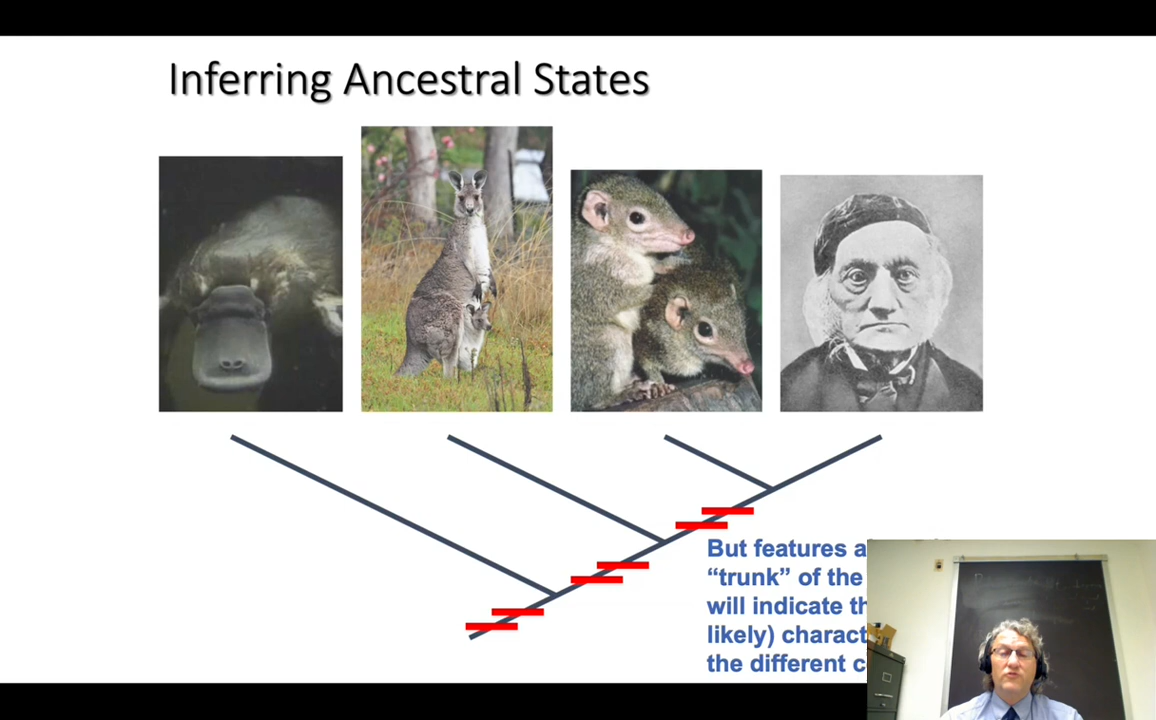 Inferring Ancestral States
But features a
“trunk” of the
will indicate th
likely) charact
the different c